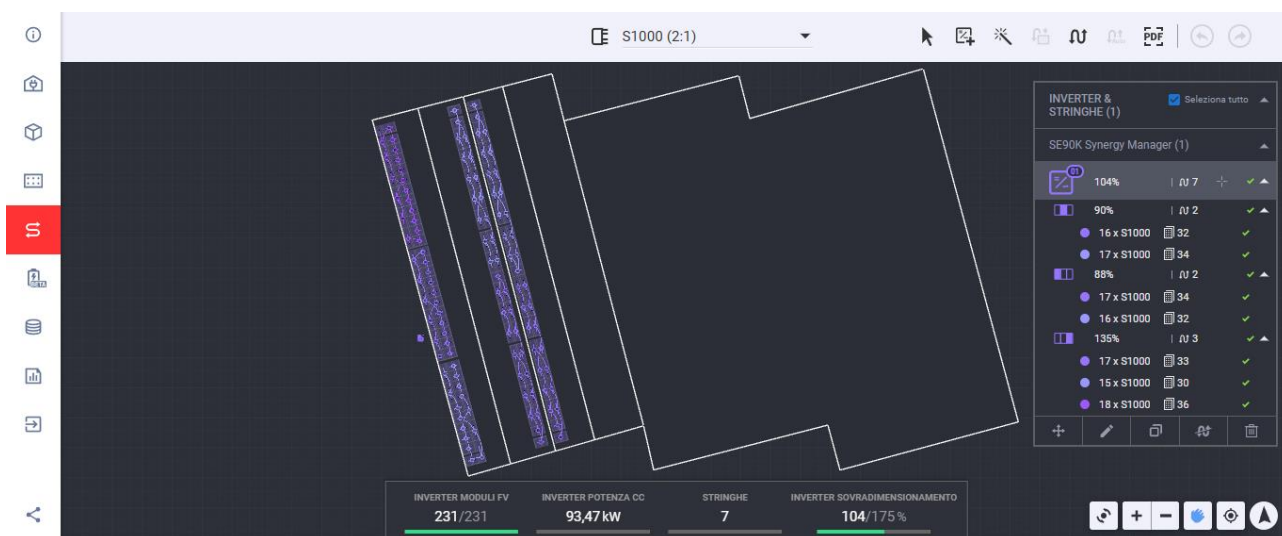 S1000 (2:1)
PDF
INVERTER & STRINGHE (1)
Seleziona tutto
SE90K Synergy Manager (1)
01
104% 7
90% 2
16 x S1000 32
17 x S1000 34
88% 2
17 x S1000 34
16 x S1000 32
135% 3
17 x S1000 33
15 x S1000 30
18 x S1000 36
INVERTER MODULI FV
231/231
INVERTER POTENZA CC
93,47 kW
STRINGHE
7
INVERTER SOVRADIMENSIONAMENTO
104/175 %